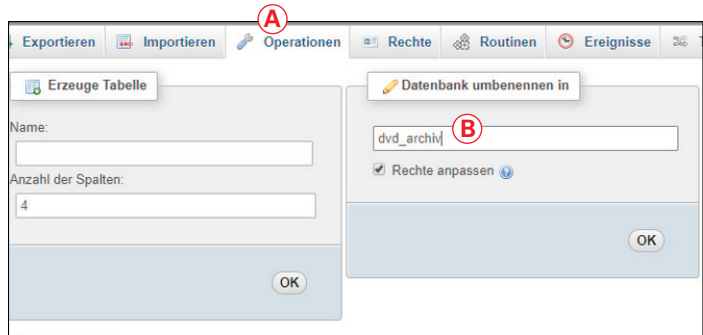 A
Exportieren Importieren Operationen Rechte Routinen Ereignisse
Erzeuge Tabelle
Name:
Anzahl der Spalten:
4
OK
Datenbank umbenennen in
B
dvd_archiv
Rechte anpassen
OK